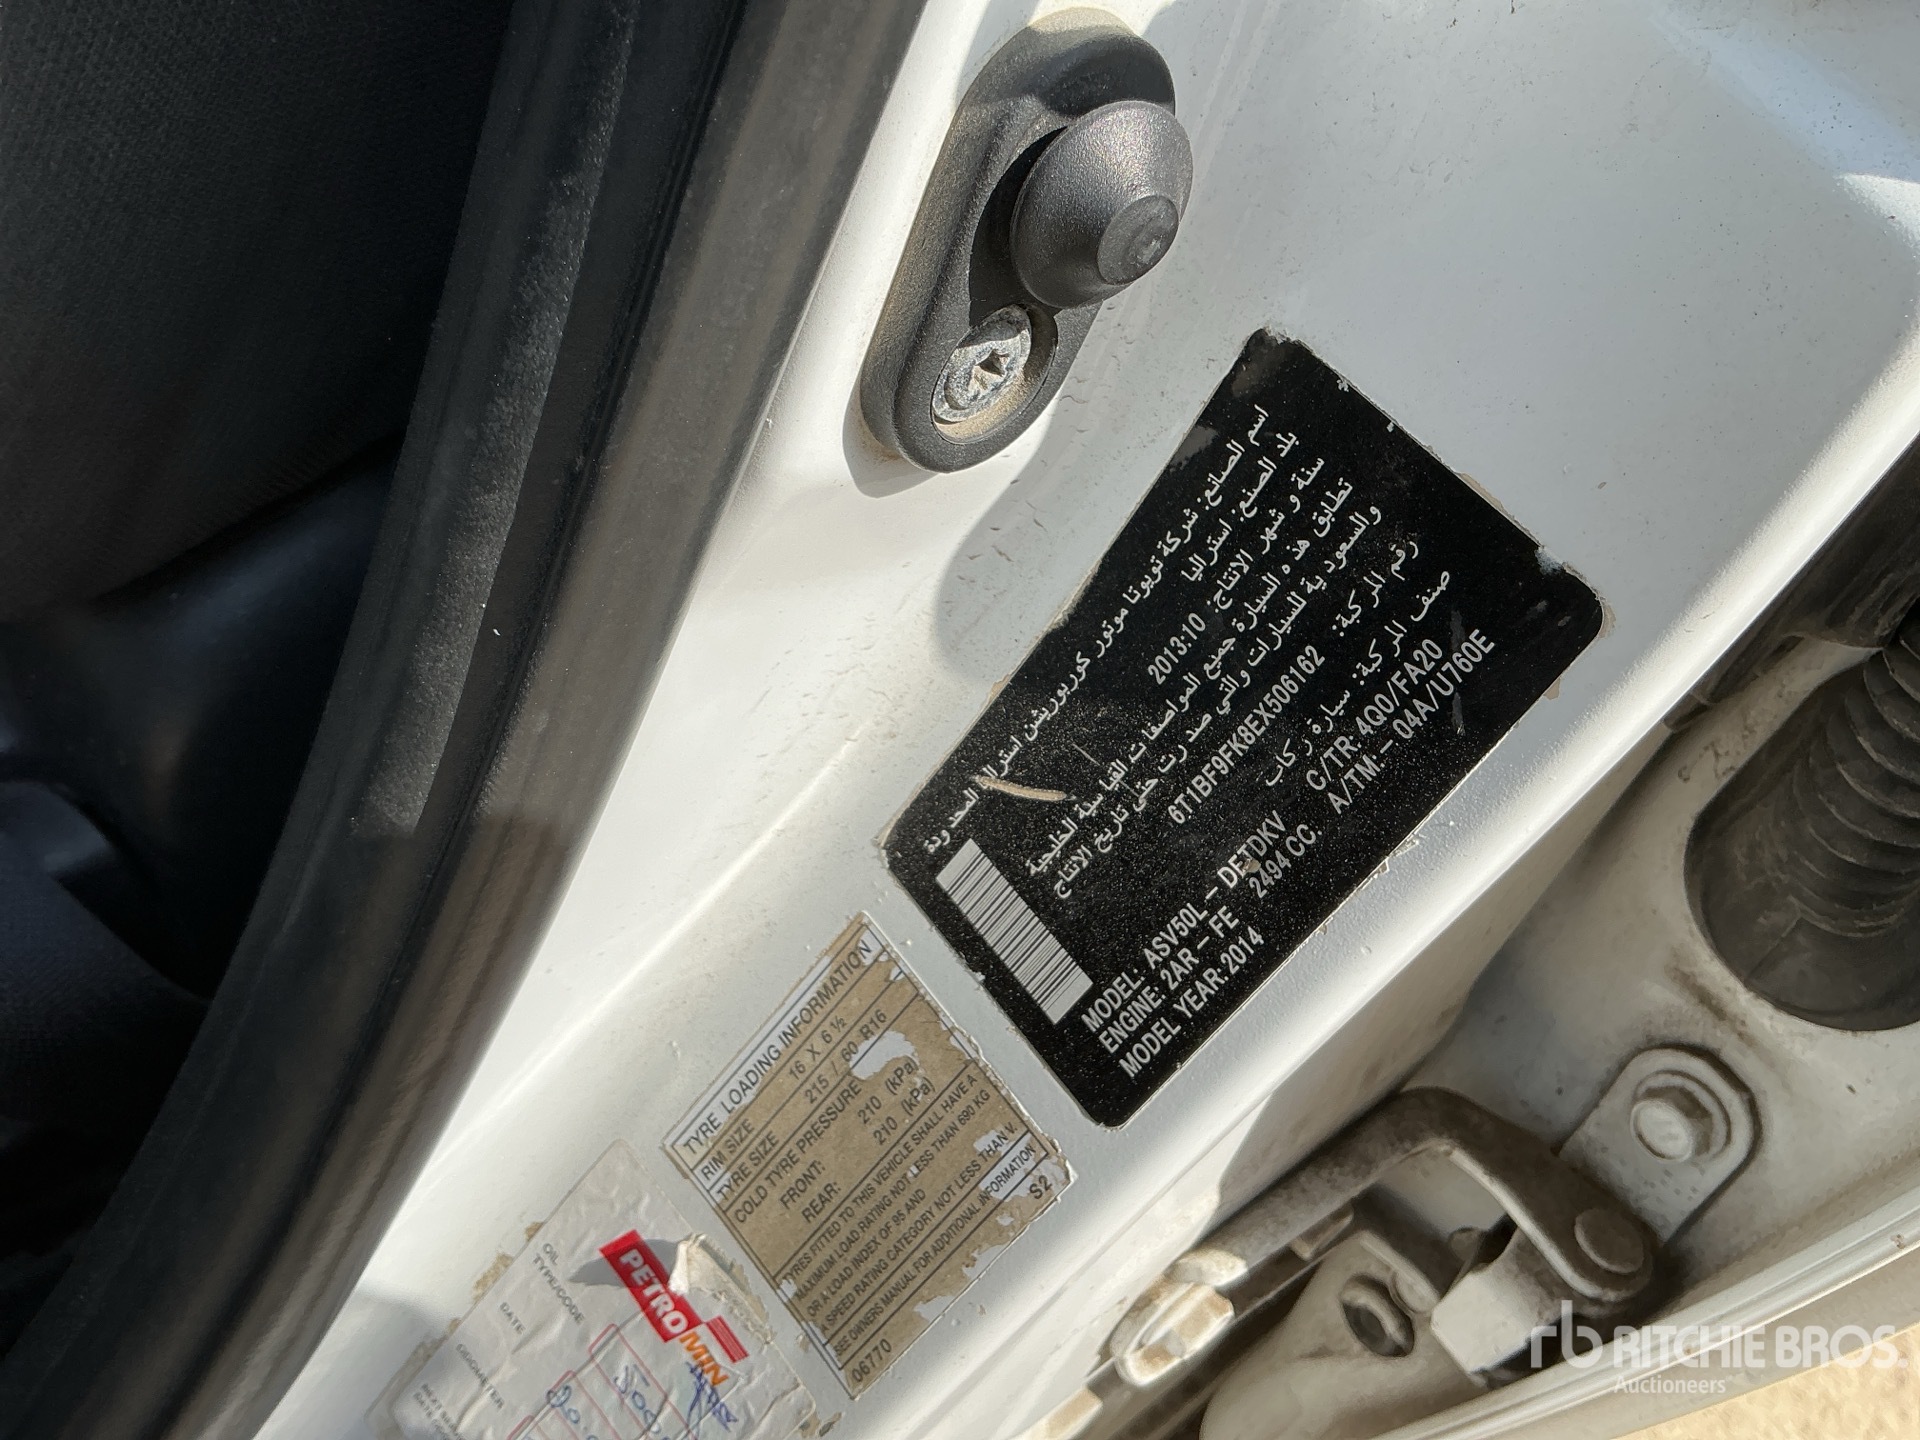 اسم الصانع: شركة تويوتا موتور كوربوريشن استراليا المحدودة
بلد الصنع: استراليا
سنة و شهر الانتاج: 2013:10
تطابق هذه السيارة جميع المواصفات القياسية الخليجية
والسعودية للسيارات والتي صدرت حتى تاريخ الانتاج
رقم المركبة: 6T1BF9FK8EX506162
صنف المركبة: سيارة ركاب
MODEL: ASV50L-DETDKV C/TR: 4Q0/FA20
ENGINE: 2AR-FE 2494 CC. A/TM-04A/U760E
MODEL YEAR: 2014
TYRE LOADING INFORMATION
RIM SIZE 16 X 6 ½
TYRE SIZE 215 / 60 R16
COLD TYRE PRESSURE
FRONT: 210 (kPa)
REAR: 210 (kPa)
TYRES FITTED TO THIS VEHICLE SHALL HAVE A
MAXIMUM LOAD RATING NOT LESS THAN 690 KG
OR A LOAD INDEX OF 95 AND
A SPEED RATING CATEGORY NOT LESS THAN V.
SEE OWNERS MANUAL FOR ADDITIONAL INFORMATION
06770 S2
PETROMIN
OIL
TYPE/CODE
DATE
ODOMETER
rb RITCHIE BROS.
Auctioneers